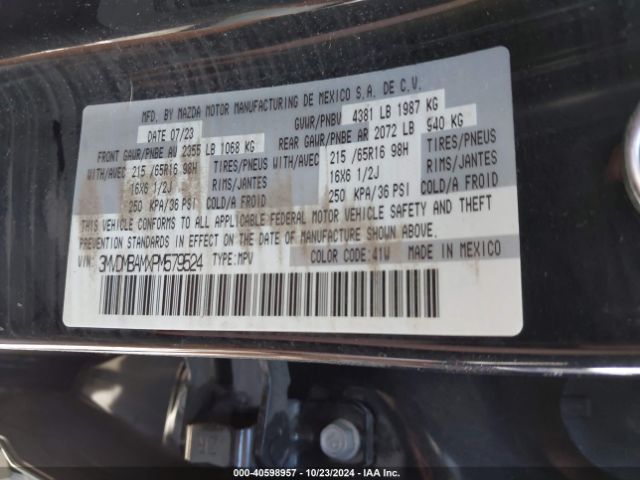 MFD. BY MAZDA MOTOR MANUFACTURING DE MEXICO S.A. DE C.V.
DATE 07/23 GVWR/PNBV 4381 LB 1987 KG
FRONT GAWR/PNBE AV 2355 LB 1068 KG REAR GAWR/PNBE AR 2072 LB 940 KG
WITH/AVEC 215 /65R16 98H TIRES/PNEUS WITH/AVEC 215 /65R16 98H TIRES/PNEUS
16X6 1/2J RIMS/JANTES 16X6 1/2J RIMS/JANTES
250 KPA/36 PSI COLD/A FROID 250 KPA/36 PSI COLD/A FROID
THIS VEHICLE CONFORMS TO ALL APPLICABLE FEDERAL MOTOR VEHICLE SAFETY AND THEFT
PREVENTION STANDARDS IN EFFECT ON THE DATE OF MANUFACTURE SHOWN ABOVE.
VIN: 3MVDMBAMXPM579524 TYPE: MPV COLOR CODE: 41W MADE IN MEXICO
000-40598957 - 10/23/2024 - IAA Inc.